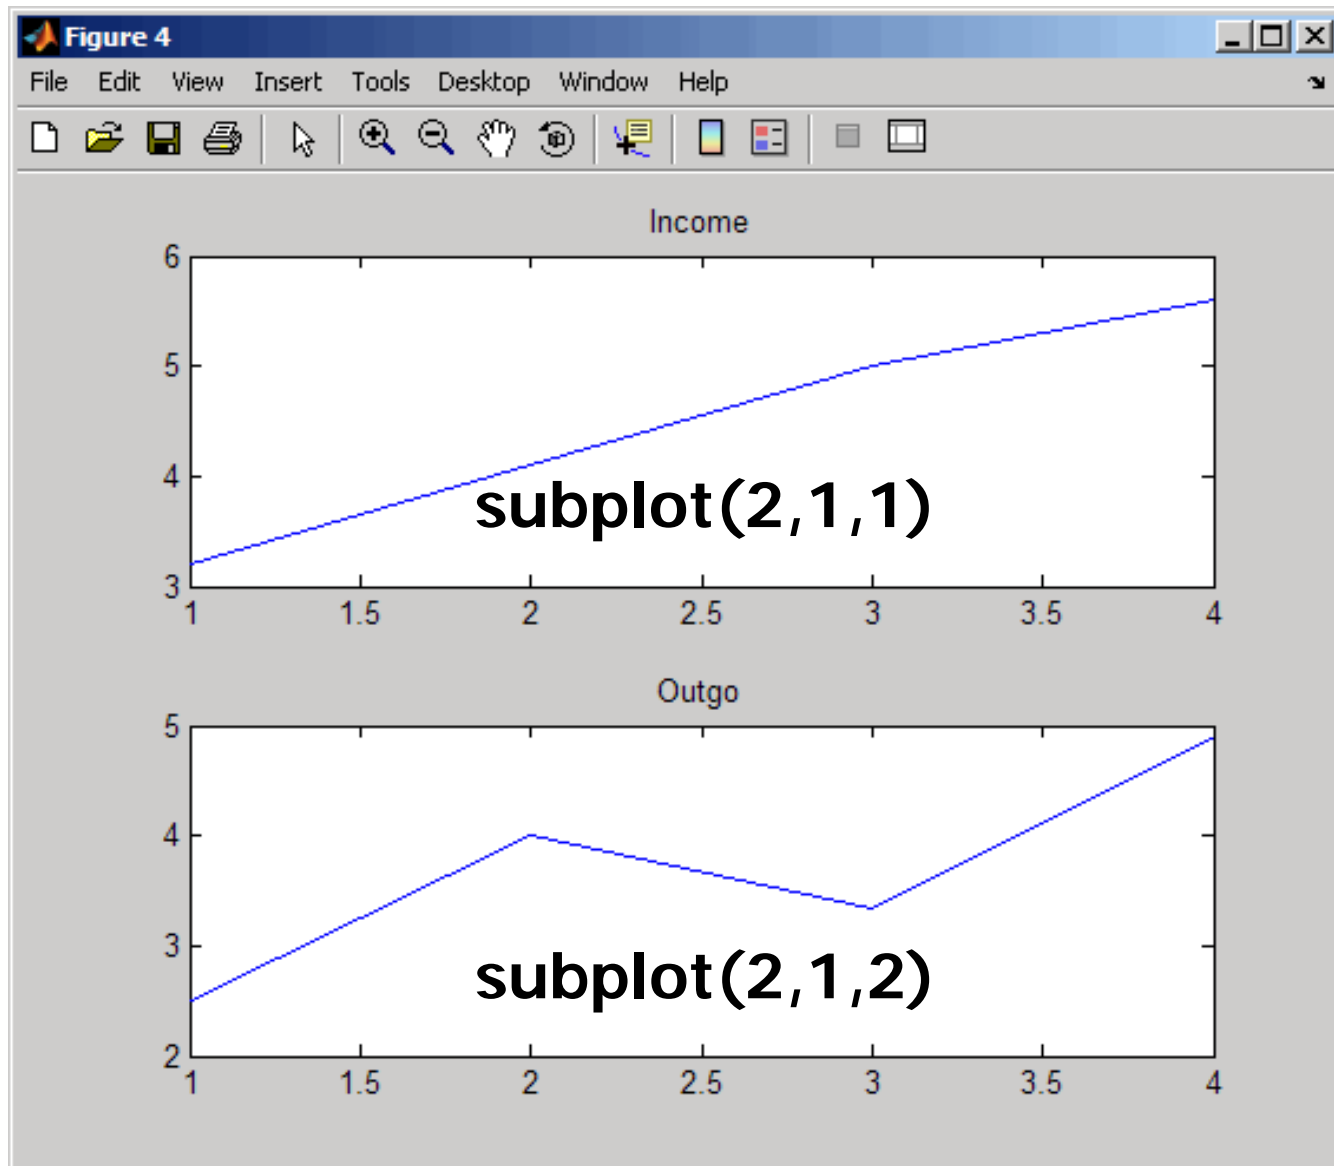 Figure 4
File Edit View Insert Tools Desktop Window Help
Income
6
5
4
subplot(2,1,1)
3
1 1.5 2 2.5 3 3.5 4
Outgo
5
4
3
subplot(2,1,2)
2
1 1.5 2 2.5 3 3.5 4